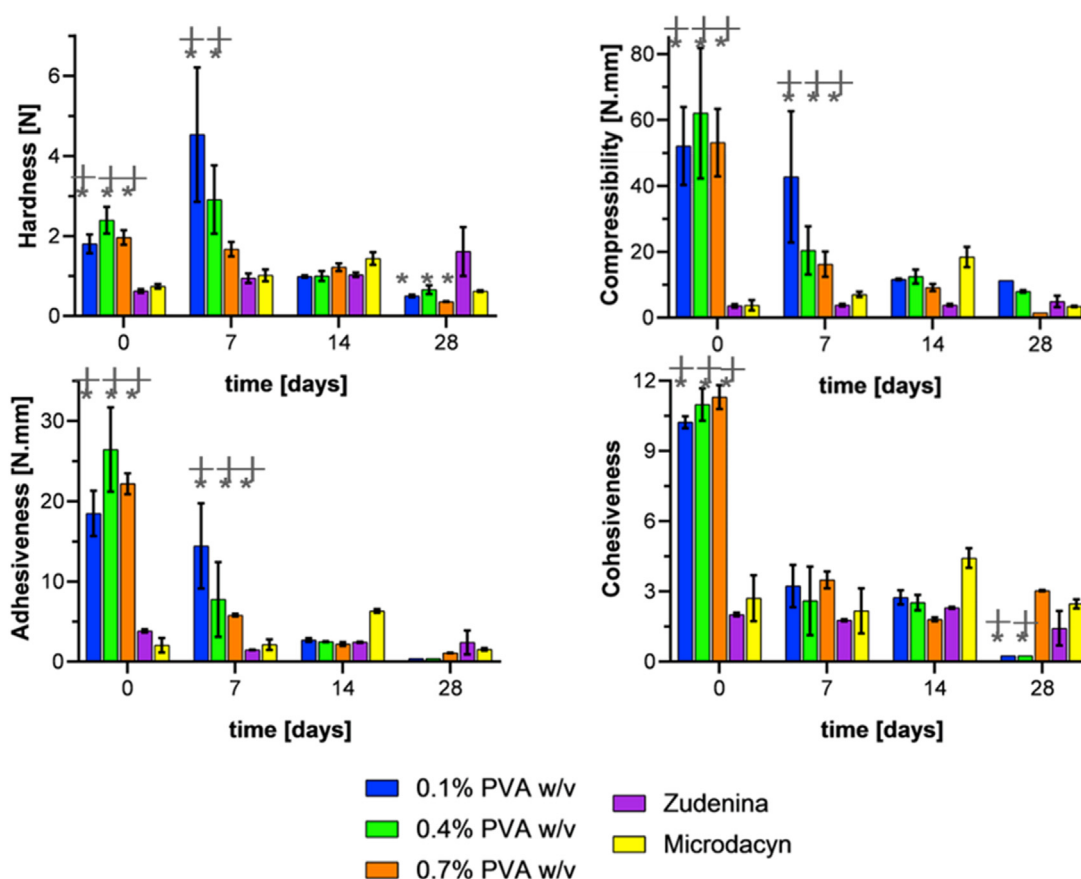 Hardness [N]
6
4
2
0
0 7 14 28
time [days]
Compressibility [N.mm]
80
60
40
20
0
0 7 14 28
time [days]
Adhesiveness [N.mm]
30
20
10
0
0 7 14 28
time [days]
Cohesiveness
12
9
6
3
0
0 7 14 28
time [days]
0.1% PVA w/v
0.4% PVA w/v
0.7% PVA w/v
Zudenina
Microdacyn